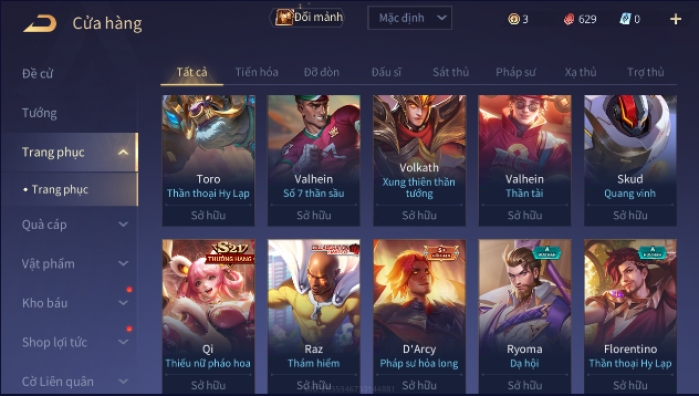 Cửa hàng
Đổi mảnh
Mặc định
3
629
0
Đề cử
Tướng
Trang phục
• Trang phục
Quà cáp
Vật phẩm
Kho báu
Shop lợi tức
Cờ Liên quân
Tất cả
Tiến hóa
Đỡ đòn
Đấu sĩ
Sát thủ
Pháp sư
Xạ thủ
Trợ thủ
Toro
Thần thoại Hy Lạp
Sở hữu
Valhein
Số 7 thần sầu
Sở hữu
Volkath
Xung thiên thần
tướng
Sở hữu
Valhein
Thần tài
Sở hữu
Skud
Quang vinh
Sở hữu
S21
THƯỞNG HẠNG
Qi
Thiếu nữ pháo hoa
Sở hữu
Raz
Thám hiểm
Sở hữu
D'Arcy
Pháp sư hỏa long
Sở hữu
A
Ryoma
Dạ hội
Sở hữu
A
Florentino
Thần thoại Hy Lạp
Sở hữu